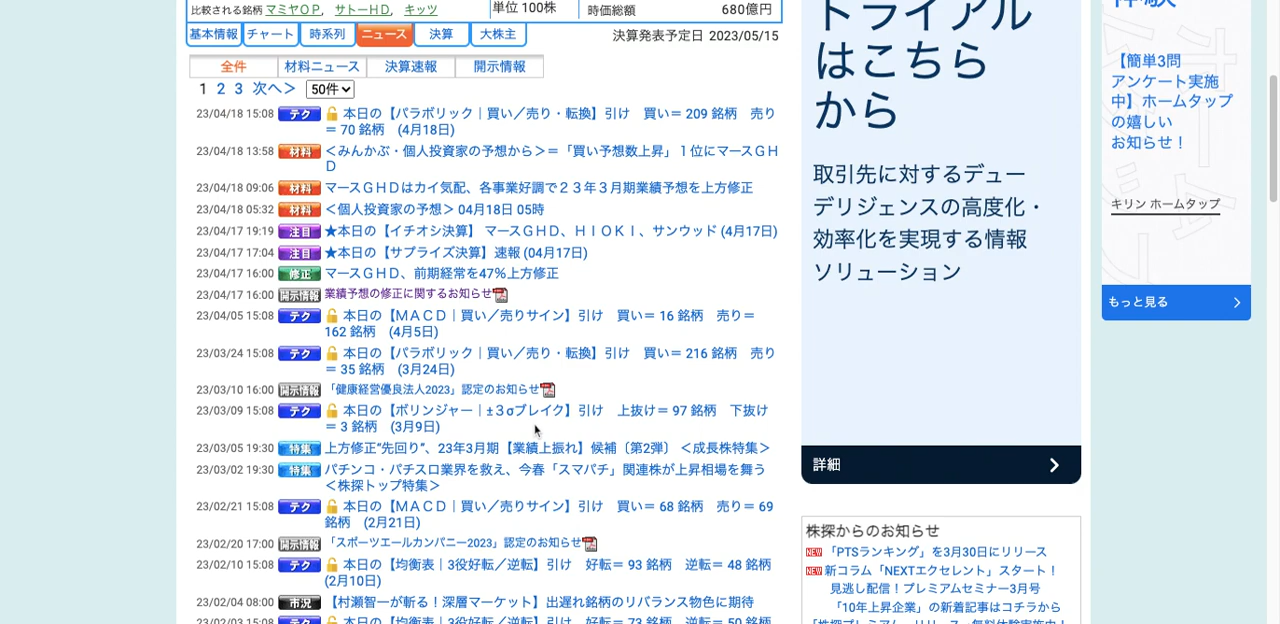 比較される銘柄 マミヤＯＰ, サトーＨＤ, キッツ
単位 100株
時価総額 680億円
基本情報 チャート 時系列 ニュース 決算 大株主
決算発表予定日 2023/05/15
全件 材料ニュース 決算速報 開示情報
1 2 3 次へ＞ 50件
23/04/18 15:08 テク 本日の【パラボリック｜買い／売り・転換】引け 買い＝ 209 銘柄 売り
＝ 70 銘柄 (4月18日)
23/04/18 13:58 材料 ＜みんかぶ・個人投資家の予想から＞＝「買い予想数上昇」１位にマースＧＨ
Ｄ
23/04/18 09:06 材料 マースＧＨＤはカイ気配、各事業好調で２３年３月期業績予想を上方修正
23/04/18 05:32 材料 ＜個人投資家の予想＞ 04月18日 05時
23/04/17 19:19 注目 ★本日の【イチオシ決算】 マースＧＨＤ、ＨＩＯＫＩ、サンウッド (4月17日)
23/04/17 17:04 注目 ★本日の【サプライズ決算】速報 (04月17日)
23/04/17 16:00 修正 マースＧＨＤ、前期経常を47％上方修正
23/04/17 16:00 開示情報 業績予想の修正に関するお知らせ
23/04/05 15:08 テク 本日の【ＭＡＣＤ｜買い／売りサイン】引け 買い＝ 16 銘柄 売り＝
162 銘柄 (4月5日)
23/03/24 15:08 テク 本日の【パラボリック｜買い／売り・転換】引け 買い＝ 216 銘柄 売り
＝ 35 銘柄 (3月24日)
23/03/10 16:00 開示情報 「健康経営優良法人2023」認定のお知らせ
23/03/09 15:08 テク 本日の【ボリンジャー｜±３σブレイク】引け 上抜け＝ 97 銘柄 下抜け
＝ 3 銘柄 (3月9日)
23/03/05 19:30 特集 上方修正“先回り”、23年3月期【業績上振れ】候補〔第2弾〕 ＜成長株特集＞
23/03/02 19:30 特集 パチンコ・パチスロ業界を救え、今春「スマパチ」関連株が上昇相場を舞う
＜株探トップ特集＞
23/02/21 15:08 テク 本日の【ＭＡＣＤ｜買い／売りサイン】引け 買い＝ 68 銘柄 売り＝ 69
銘柄 (2月21日)
23/02/20 17:00 開示情報 「スポーツエールカンパニー2023」認定のお知らせ
23/02/10 15:08 テク 本日の【均衡表｜3役好転／逆転】引け 好転＝ 93 銘柄 逆転＝ 48 銘柄
(2月10日)
23/02/04 08:00 市況 【村瀬智一が斬る！深層マーケット】出遅れ銘柄のリバランス物色に期待
23/02/03 15:08 テク 本日の【均衡表｜3役好転／逆転】引け 好転＝ 73 銘柄 逆転＝ 50 銘柄
トライアル
はこちら
から
取引先に対するデュー
デリジェンスの高度化・
効率化を実現する情報
ソリューション
詳細
株探からのお知らせ
NEW 「PTSランキング」を3月30日にリリース
NEW 新コラム「NEXTエクセレント」スタート！
見逃し配信！プレミアムセミナー3月号
「10年上昇企業」の新着記事はコチラから
体験
【簡単3問
アンケート実施
中】ホームタップ
の嬉しい
お知らせ！
キリン ホームタップ
もっと見る